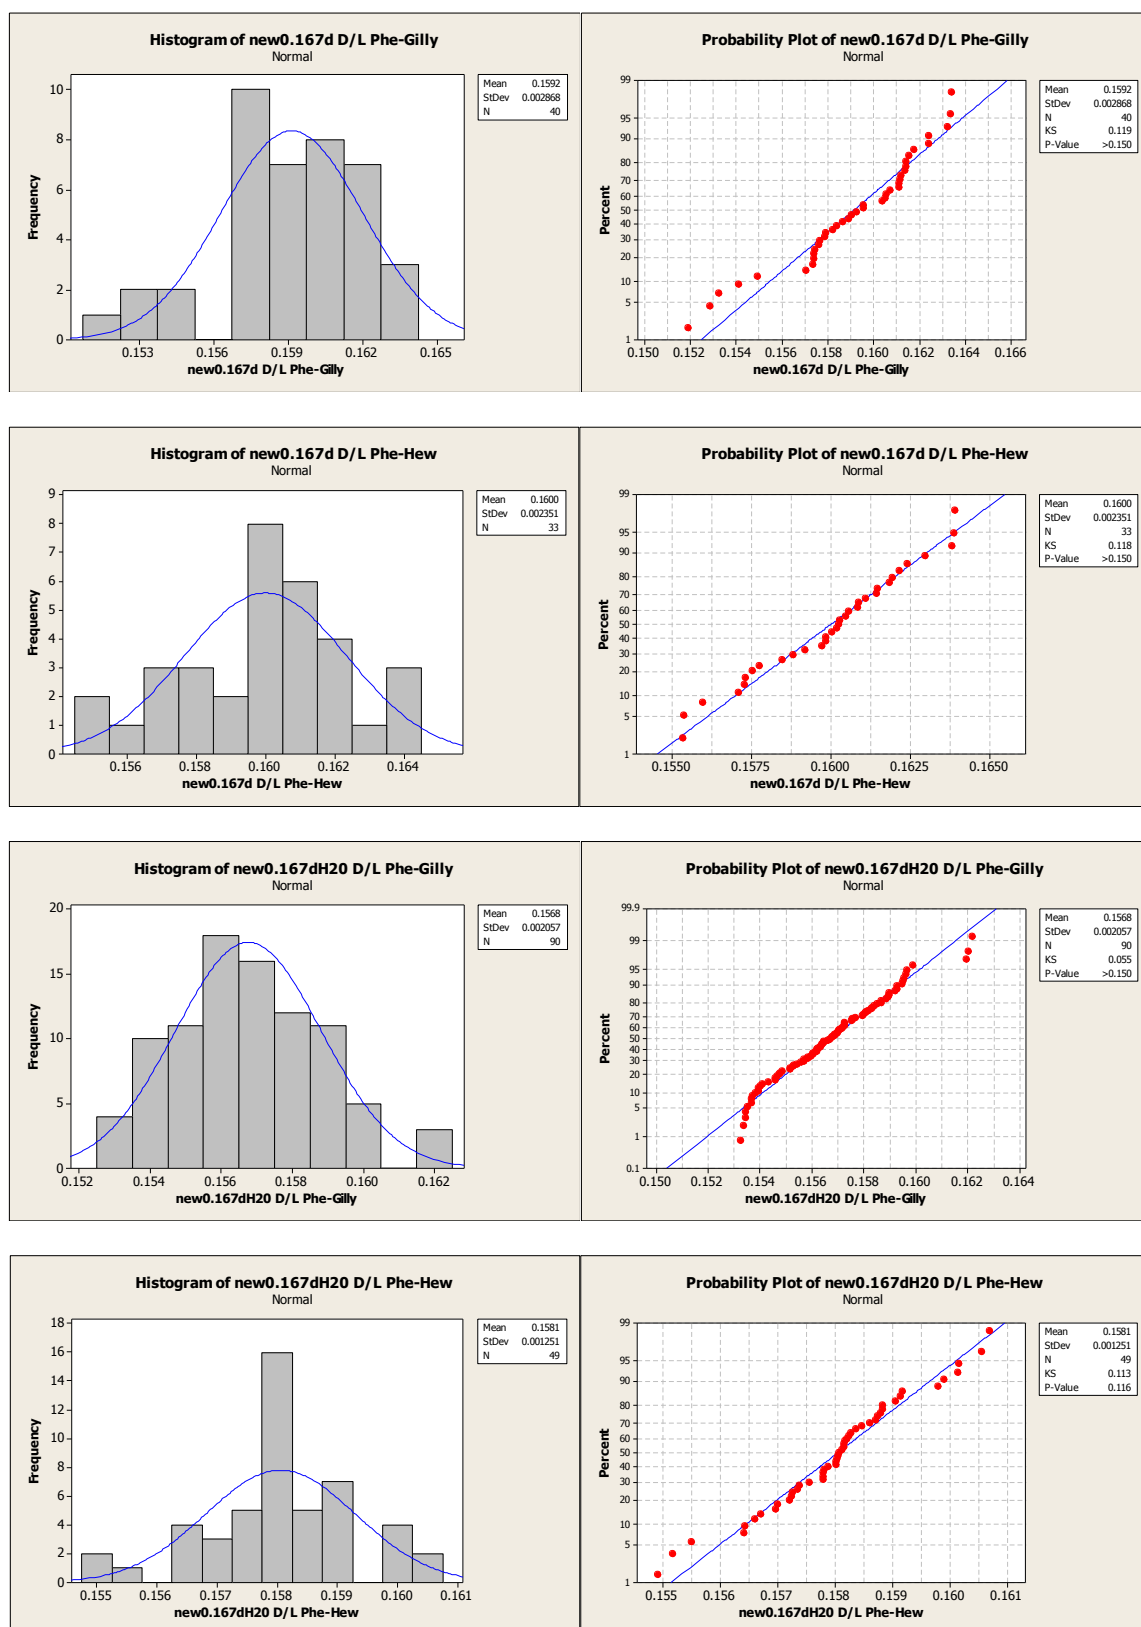 Histogram of new0.167d D/L Phe-Gilly
Normal
Mean 0.1592
StDev 0.002868
N 40
Frequency
10
8
6
4
2
0
0.153 0.156 0.159 0.162 0.165
new0.167d D/L Phe-Gilly
Probability Plot of new0.167d D/L Phe-Gilly
Normal
Mean 0.1592
StDev 0.002868
N 40
KS 0.119
P-Value >0.150
Percent
99
95
90
80
70
60
50
40
30
20
10
5
1
0.150 0.152 0.154 0.156 0.158 0.160 0.162 0.164 0.166
new0.167d D/L Phe-Gilly
Histogram of new0.167d D/L Phe-Hew
Normal
Mean 0.1600
StDev 0.002351
N 33
Frequency
9
8
7
6
5
4
3
2
1
0
0.156 0.158 0.160 0.162 0.164
new0.167d D/L Phe-Hew
Probability Plot of new0.167d D/L Phe-Hew
Normal
Mean 0.1600
StDev 0.002351
N 33
KS 0.118
P-Value >0.150
Percent
99
95
90
80
70
60
50
40
30
20
10
5
1
0.1550 0.1575 0.1600 0.1625 0.1650
new0.167d D/L Phe-Hew
Histogram of new0.167dH20 D/L Phe-Gilly
Normal
Mean 0.1568
StDev 0.002057
N 90
Frequency
20
15
10
5
0
0.152 0.154 0.156 0.158 0.160 0.162
new0.167dH20 D/L Phe-Gilly
Probability Plot of new0.167dH20 D/L Phe-Gilly
Normal
Mean 0.1568
StDev 0.002057
N 90
KS 0.055
P-Value >0.150
Percent
99.9
99
95
90
80
70
60
50
40
30
20
10
5
1
0.1
0.150 0.152 0.154 0.156 0.158 0.160 0.162 0.164
new0.167dH20 D/L Phe-Gilly
Histogram of new0.167dH20 D/L Phe-Hew
Normal
Mean 0.1581
StDev 0.001251
N 49
Frequency
18
16
14
12
10
8
6
4
2
0
0.155 0.156 0.157 0.158 0.159 0.160 0.161
new0.167dH20 D/L Phe-Hew
Probability Plot of new0.167dH20 D/L Phe-Hew
Normal
Mean 0.1581
StDev 0.001251
N 49
KS 0.113
P-Value 0.116
Percent
99
95
90
80
70
60
50
40
30
20
10
5
1
0.155 0.156 0.157 0.158 0.159 0.160 0.161
new0.167dH20 D/L Phe-Hew